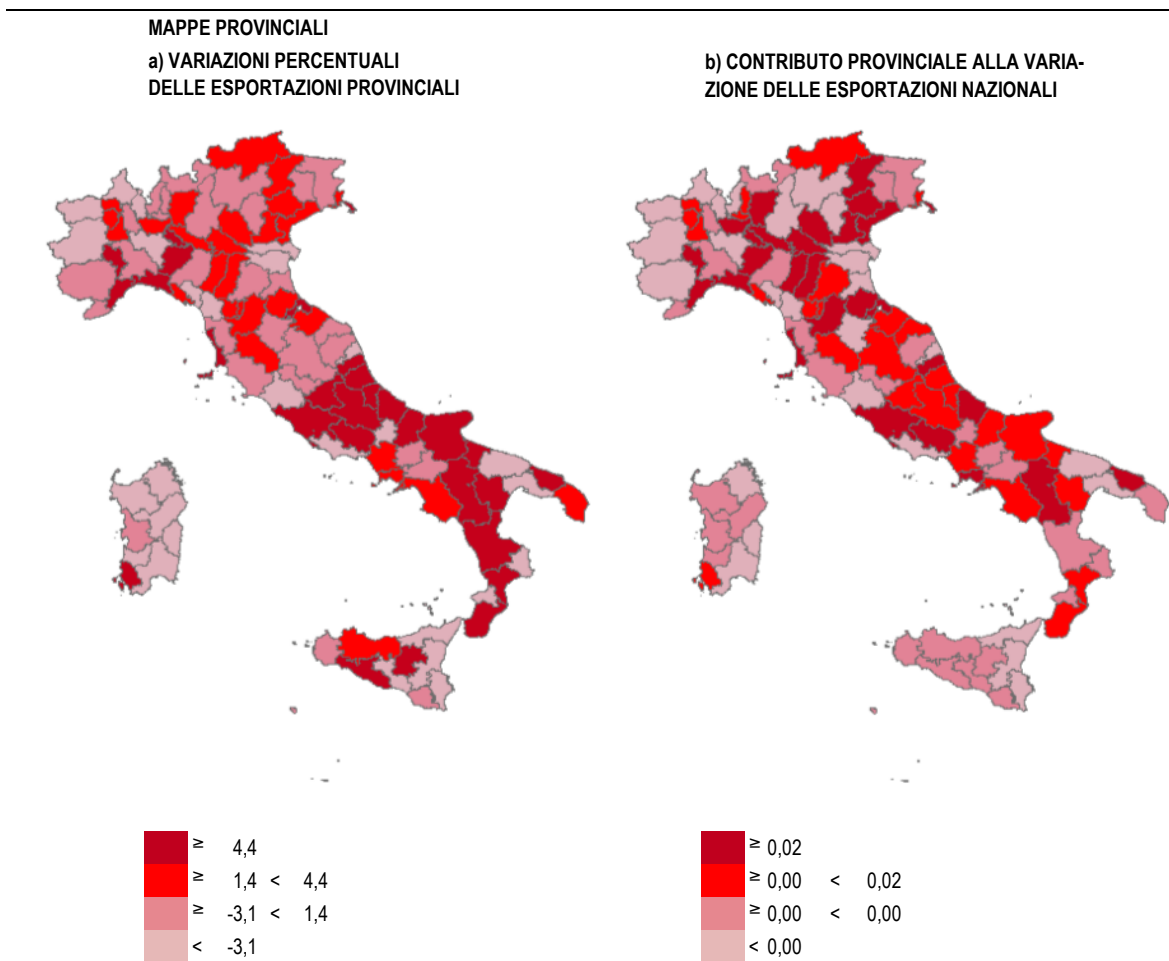 MAPPE PROVINCIALI
a) VARIAZIONI PERCENTUALI
DELLE ESPORTAZIONI PROVINCIALI
b) CONTRIBUTO PROVINCIALE ALLA VARIA-
ZIONE DELLE ESPORTAZIONI NAZIONALI
≥ 4,4
≥ 1,4 < 4,4
≥ -3,1 < 1,4
< -3,1
≥ 0,02
≥ 0,00 < 0,02
≥ 0,00 < 0,00
< 0,00